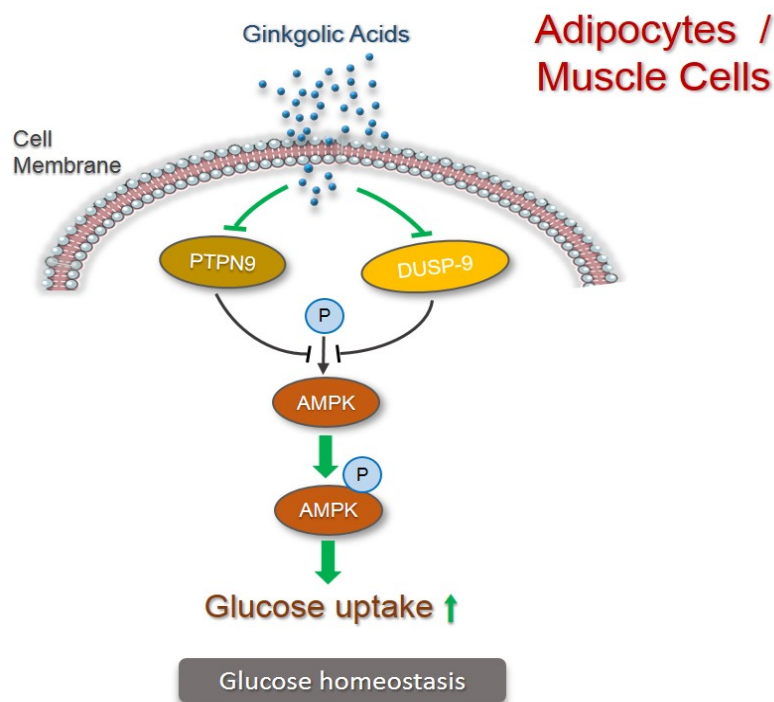 Ginkgolic Acids
Adipocytes /
Muscle Cells
Cell
Membrane
PTPN9
DUSP-9
P
AMPK
P
AMPK
Glucose uptake
Glucose homeostasis